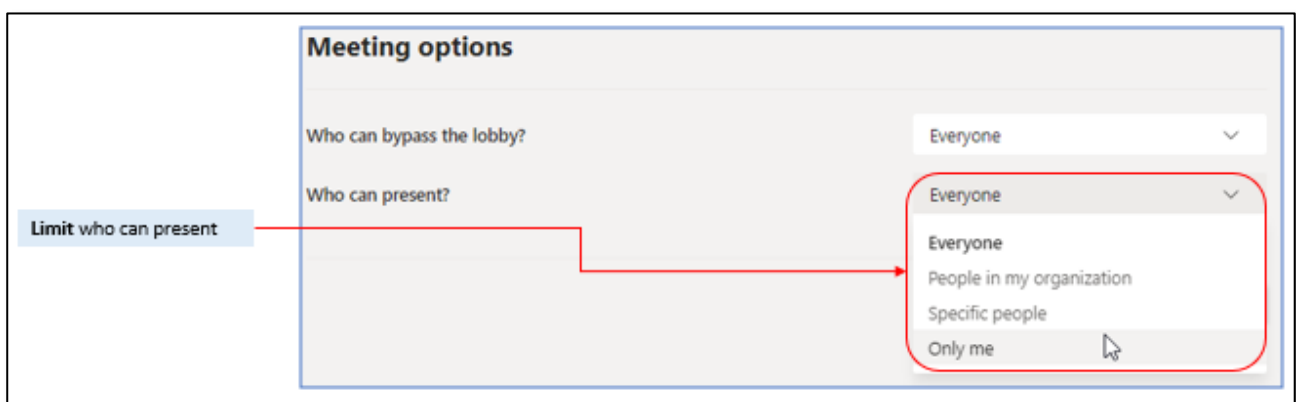 Meeting options
Who can bypass the lobby? Everyone
Who can present? Everyone
Limit who can present
Everyone
People in my organization
Specific people
Only me